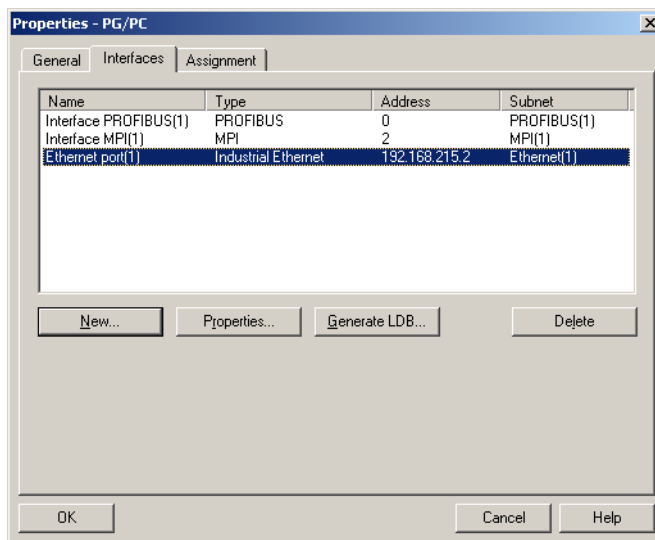 Properties - PG/PC
General Interfaces Assignment
Name Type Address Subnet
Interface PROFIBUS(1) PROFIBUS 0 PROFIBUS(1)
Interface MPI(1) MPI 2 MPI(1)
Ethernet port(1) Industrial Ethernet 192.168.215.2 Ethernet(1)
New... Properties... Generate LDB... Delete
OK Cancel Help